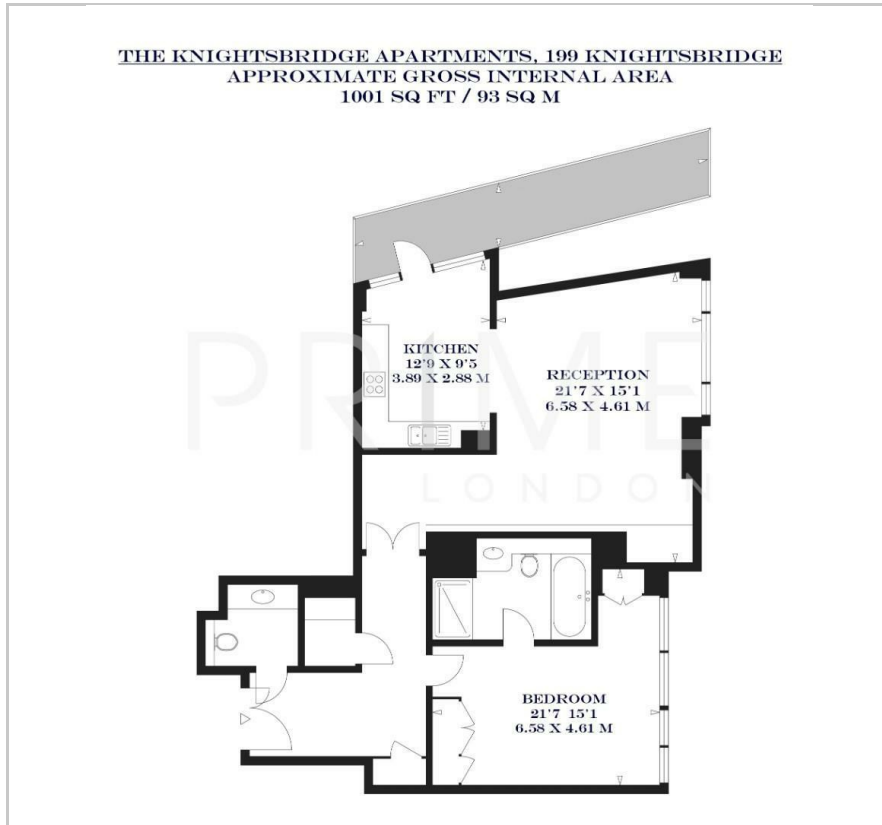 THE KNIGHTSBRIDGE APARTMENTS, 199 KNIGHTSBRIDGE
APPROXIMATE GROSS INTERNAL AREA
1001 SQ FT / 93 SQ M
KITCHEN
12'9 X 9'5
3.89 X 2.88 M
RECEPTION
21'7 X 15'1
6.58 X 4.61 M
PRIME
LONDON
BEDROOM
21'7 15'1
6.58 X 4.61 M